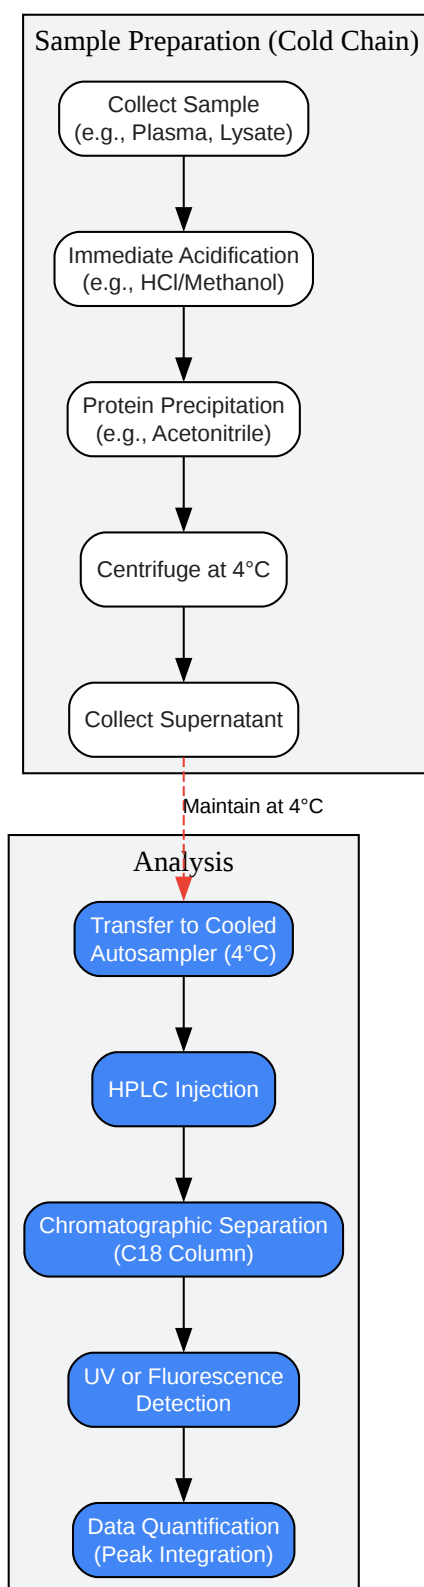 Sample Preparation (Cold Chain)
Collect Sample
(e.g., Plasma, Lysate)
Immediate Acidification
(e.g., HCl/Methanol)
Protein Precipitation
(e.g., Acetonitrile)
Centrifuge at 4°C
Collect Supernatant
Maintain at 4°C
Analysis
Transfer to Cooled
Autosampler (4°C)
HPLC Injection
Chromatographic Separation
(C18 Column)
UV or Fluorescence
Detection
Data Quantification
(Peak Integration)